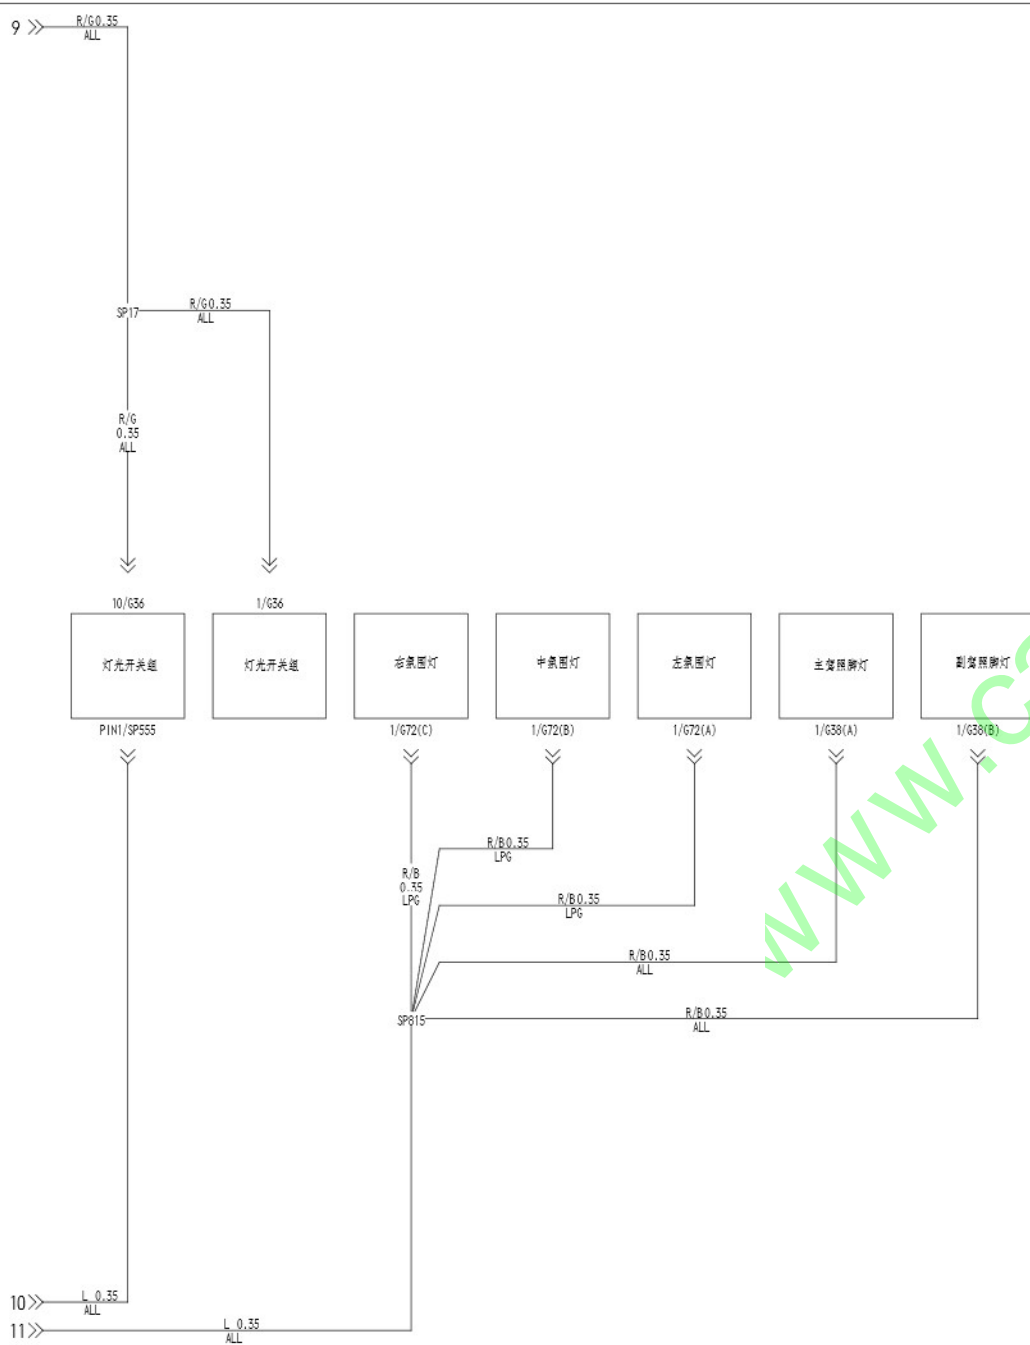 9
R/G0.35
ALL
SP17
R/G0.35
ALL
R/G
0.35
ALL
10/G36
1/G36
灯光开关组
灯光开关组
右氛围灯
中氛围灯
左氛围灯
主驾照脚灯
副驾照脚灯
PIN1/SP555
1/G72(C)
1/G72(B)
1/G72(A)
1/G38(A)
1/G38(B)
R/B0.35
LPG
R/B
0.35
LPG
R/B0.35
LPG
R/B0.35
ALL
SP815
R/B0.35
ALL
10
L 0.35
ALL
11
L 0.35
ALL
www.ca